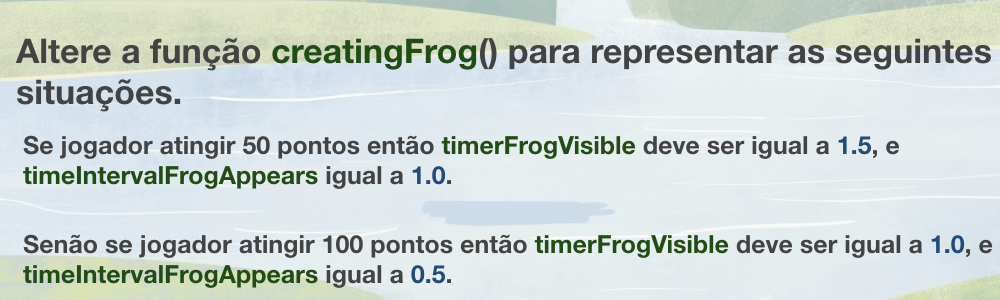 Altere a função creatingFrog() para representar as seguintes
situações.
Se jogador atingir 50 pontos então timerFrogVisible deve ser igual a 1.5, e
timeIntervalFrogAppears igual a 1.0.
Senão se jogador atingir 100 pontos então timerFrogVisible deve ser igual a 1.0, e
timeIntervalFrogAppears igual a 0.5.